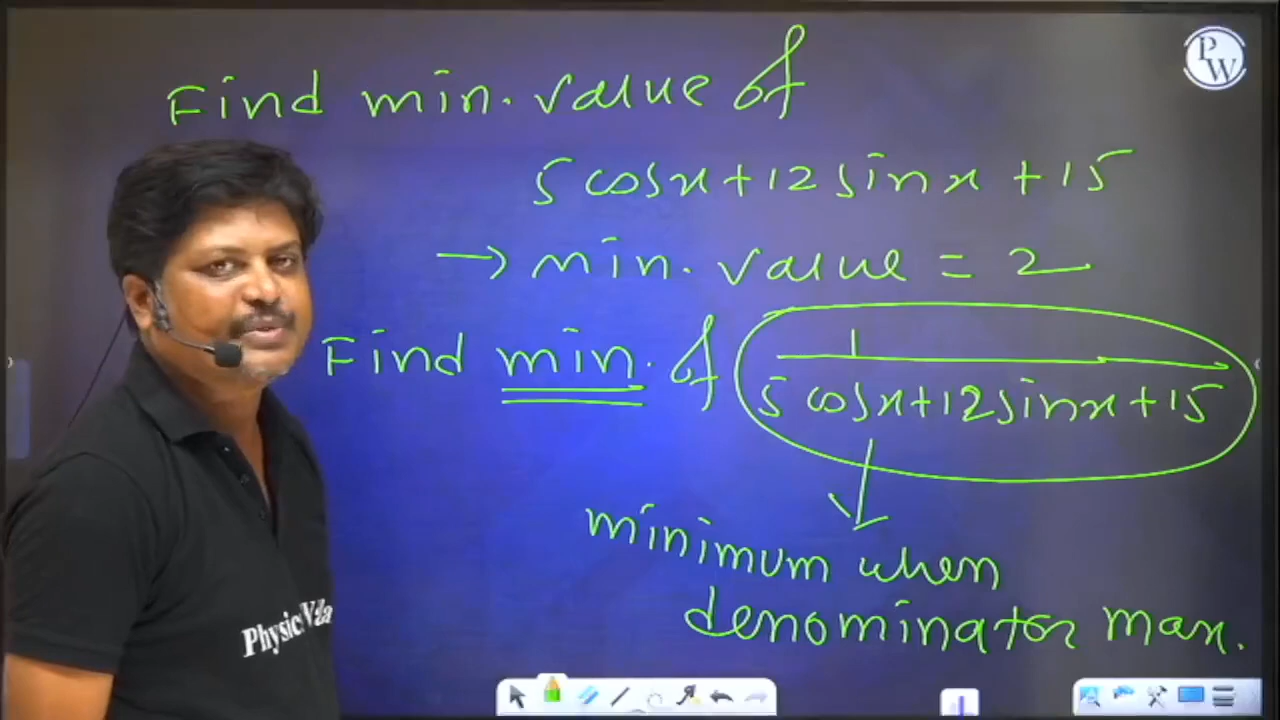 PW
Find min. value of
5 cosx + 12 sinx + 15
→ min. value = 2
Find min. of 1
5 cosx + 12 sinx + 15
minimum when
denominator max.
Physics Walla